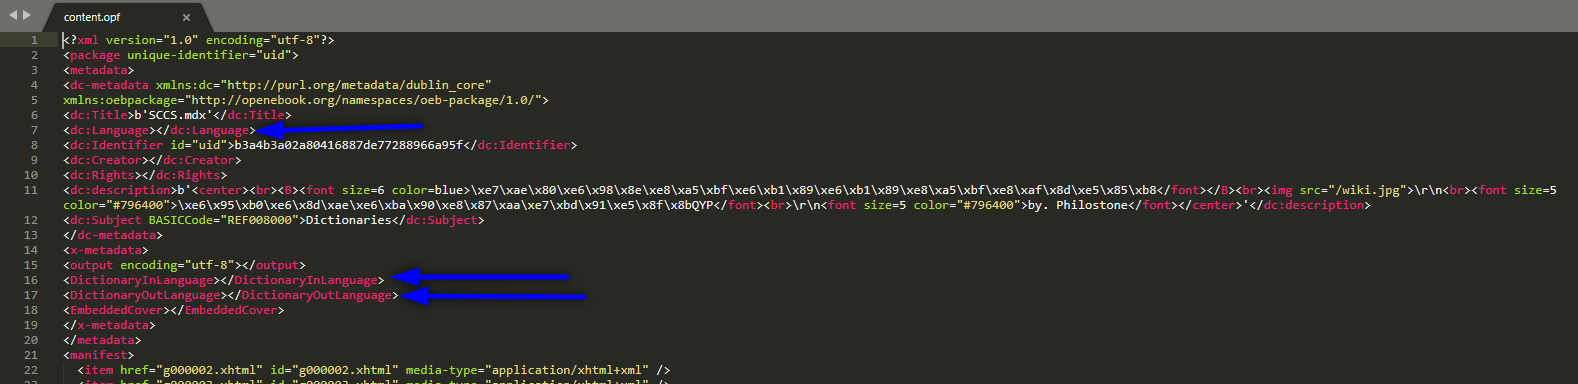 content.opf ×
1 <?xml version="1.0" encoding="utf-8"?>
2 <package unique-identifier="uid">
3 <metadata>
4 <dc-metadata xmlns:dc="http://purl.org/metadata/dublin_core"
5 xmlns:oebpackage="http://openebook.org/namespaces/oeb-package/1.0/">
6 <dc:Title>b'SCCS.mdx'</dc:Title>
7 <dc:Language></dc:Language>
8 <dc:Identifier id="uid">b3a4b3a02a80416887de77288966a95f</dc:Identifier>
9 <dc:Creator></dc:Creator>
10 <dc:Rights></dc:Rights>
11 <dc:description>b'<center><br><B><font size=6 color=blue>\xe7\xae\x80\xe6\x98\x8e\xe8\xa5\xbf\xe6\xb1\x89\xe6\xb1\x89\xe8\xa5\xbf\xe8\xaf\x8d\xe5\x85\xb8</font></B><br><img src="/wiki.jpg">\r\n<br><font size=5
color="#796400">\xe6\x95\xb0\xe6\x8d\xae\xe6\xba\x90\xe8\x87\xaa\xe7\xbd\x91\xe5\x8f\x8bQYP</font><br>\r\n<font size=5 color="#796400">by. Philostone</font></center>'</dc:description>
12 <dc:Subject BASICCode="REF008000">Dictionaries</dc:Subject>
13 </dc-metadata>
14 <x-metadata>
15 <output encoding="utf-8"></output>
16 <DictionaryInLanguage></DictionaryInLanguage>
17 <DictionaryOutLanguage></DictionaryOutLanguage>
18 <EmbeddedCover></EmbeddedCover>
19 </x-metadata>
20 </metadata>
21 <manifest>
22 <item href="g000002.xhtml" id="g000002.xhtml" media-type="application/xhtml+xml" />